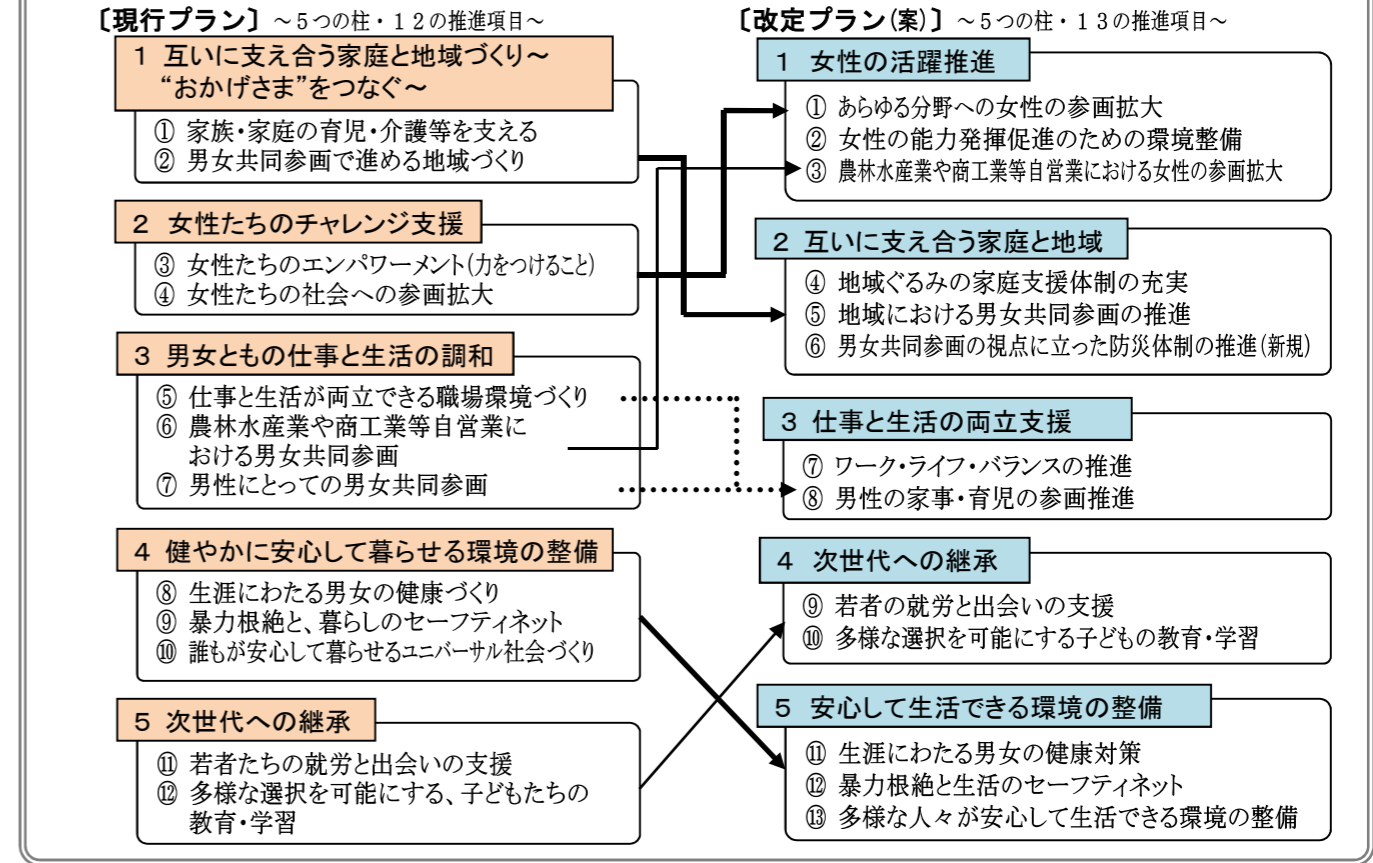 〔現行プラン〕～５つの柱・１２の推進項目～
１ 互いに支え合う家庭と地域づくり～
“おかげさま”をつなぐ～
① 家族・家庭の育児・介護等を支える
② 男女共同参画で進める地域づくり
２ 女性たちのチャレンジ支援
③ 女性たちのエンパワーメント(力をつけること)
④ 女性たちの社会への参画拡大
３ 男女ともの仕事と生活の調和
⑤ 仕事と生活が両立できる職場環境づくり
⑥ 農林水産業や商工業等自営業に
おける男女共同参画
⑦ 男性にとっての男女共同参画
４ 健やかに安心して暮らせる環境の整備
⑧ 生涯にわたる男女の健康づくり
⑨ 暴力根絶と、暮らしのセーフティネット
⑩ 誰もが安心して暮らせるユニバーサル社会づくり
５ 次世代への継承
⑪ 若者たちの就労と出会いの支援
⑫ 多様な選択を可能にする、子どもたちの
教育・学習
〔改定プラン(案)〕～５つの柱・１３の推進項目～
１ 女性の活躍推進
① あらゆる分野への女性の参画拡大
② 女性の能力発揮促進のための環境整備
③ 農林水産業や商工業等自営業における女性の参画拡大
２ 互いに支え合う家庭と地域
④ 地域ぐるみの家庭支援体制の充実
⑤ 地域における男女共同参画の推進
⑥ 男女共同参画の視点に立った防災体制の推進(新規)
３ 仕事と生活の両立支援
⑦ ワーク・ライフ・バランスの推進
⑧ 男性の家事・育児の参画推進
４ 次世代への継承
⑨ 若者の就労と出会いの支援
⑩ 多様な選択を可能にする子どもの教育・学習
５ 安心して生活できる環境の整備
⑪ 生涯にわたる男女の健康対策
⑫ 暴力根絶と生活のセーフティネット
⑬ 多様な人々が安心して生活できる環境の整備